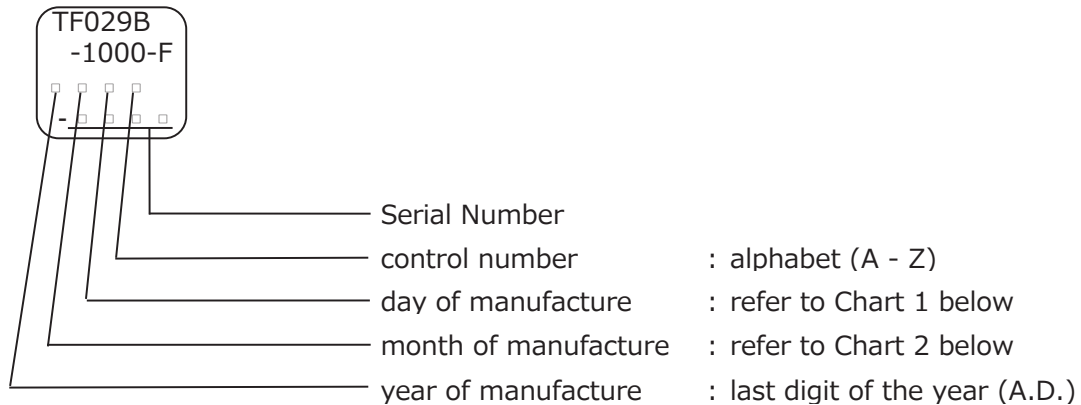 TF029B
-1000-F
□ □ □ □
-□ □ □ □
Serial Number
control number : alphabet (A - Z)
day of manufacture : refer to Chart 1 below
month of manufacture : refer to Chart 2 below
year of manufacture : last digit of the year (A.D.)